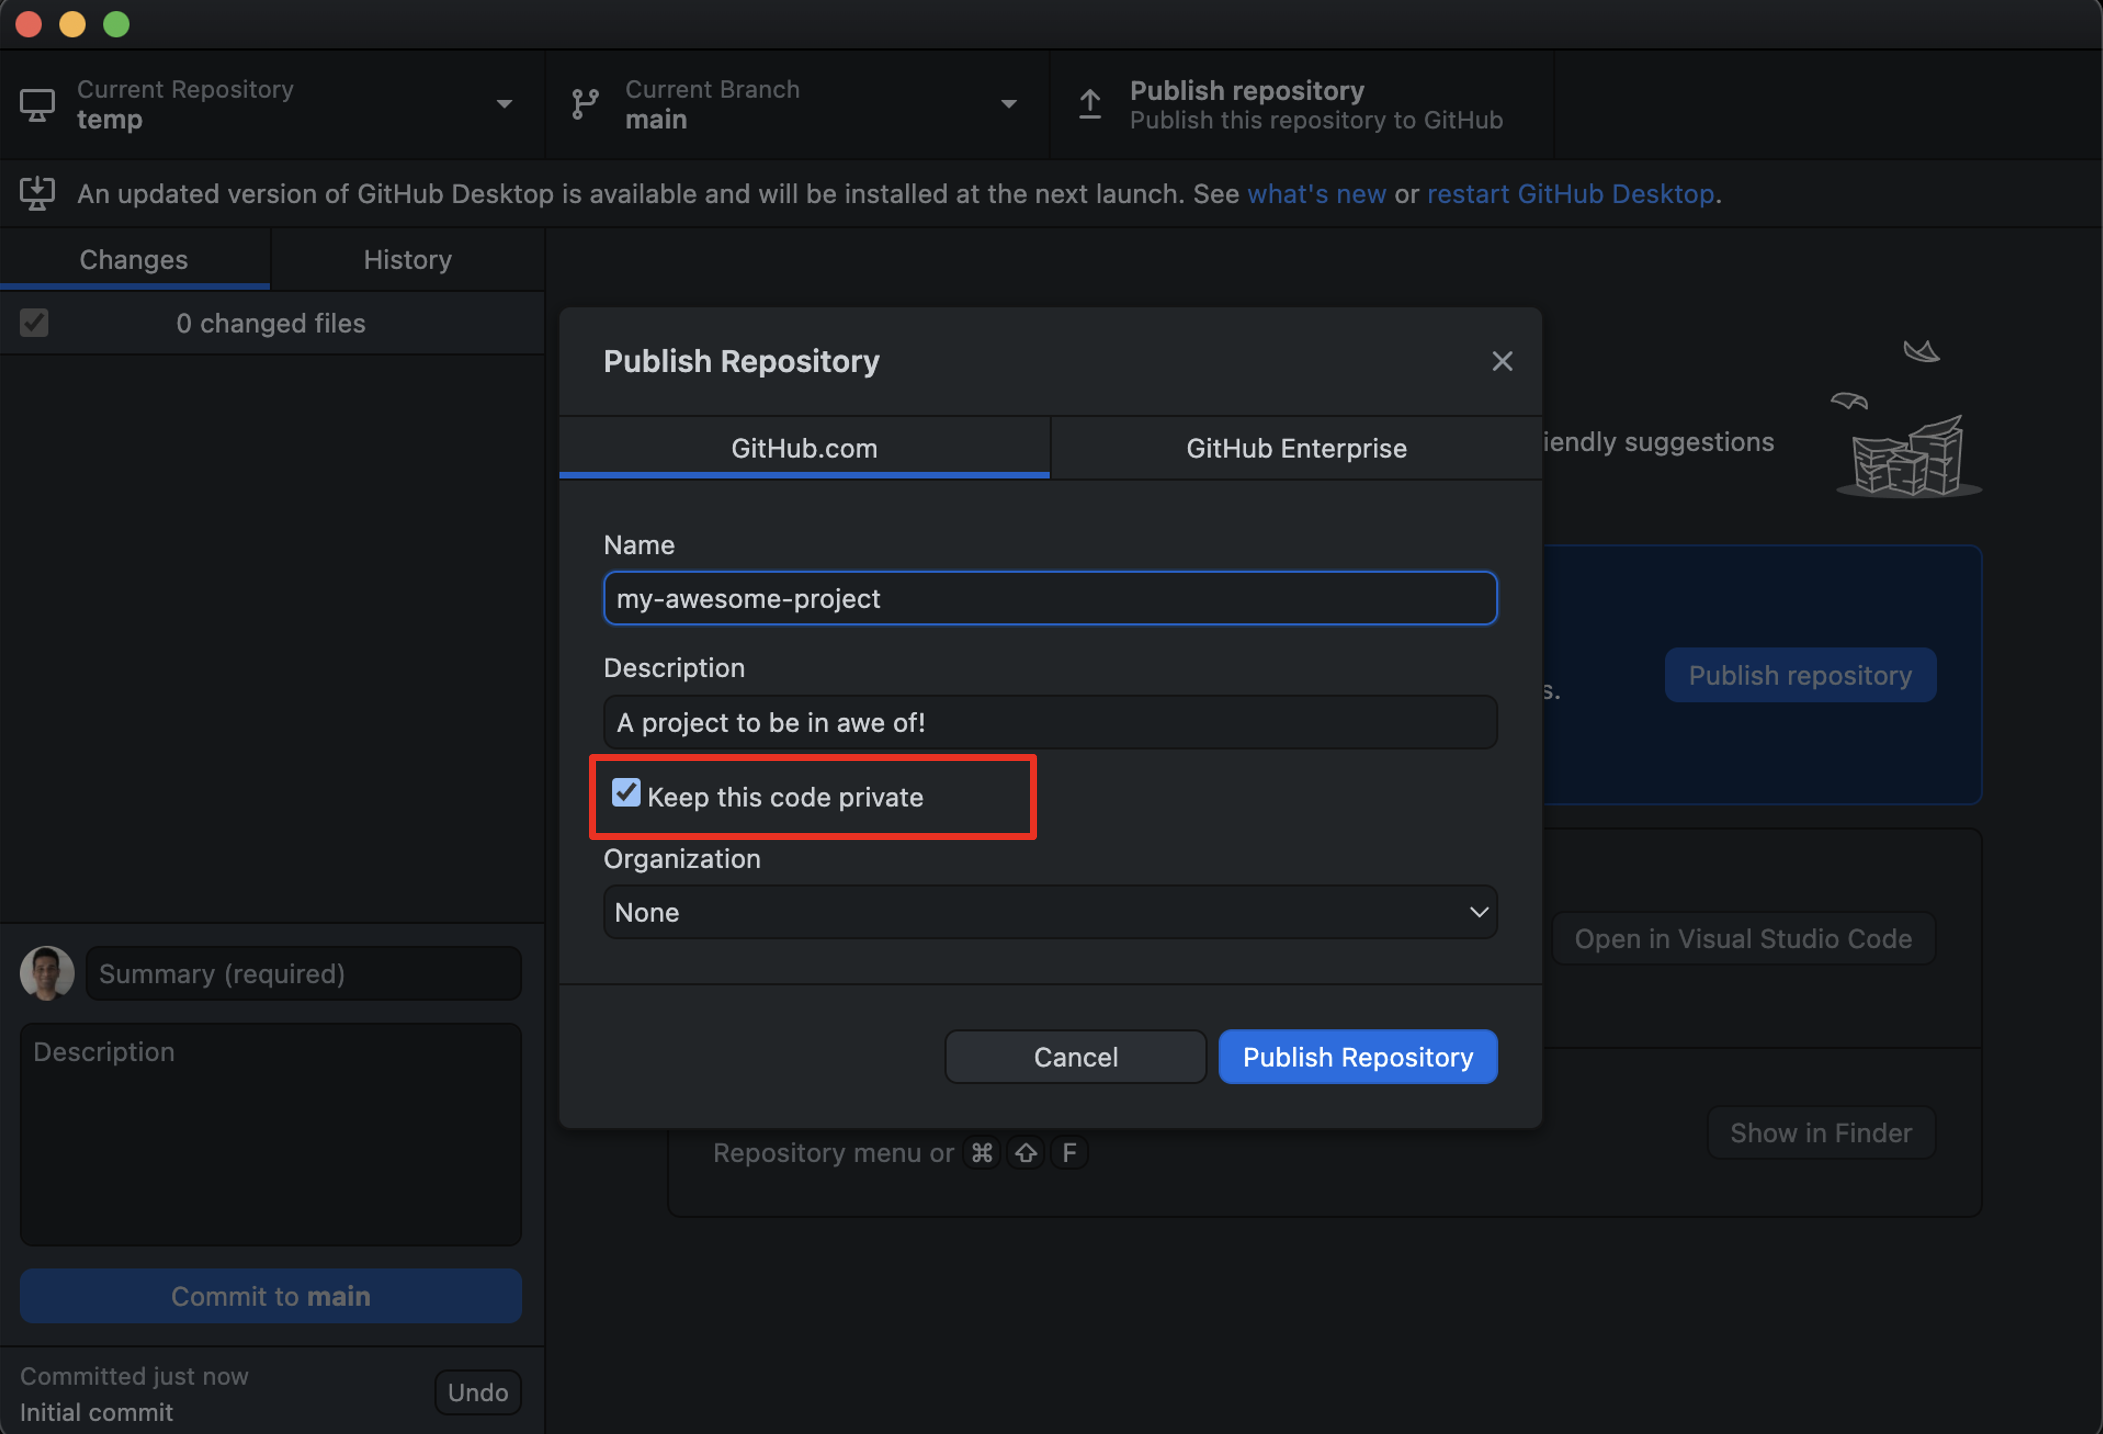 Current Repository
temp
Current Branch
main
Publish repository
Publish this repository to GitHub
An updated version of GitHub Desktop is available and will be installed at the next launch. See what's new or restart GitHub Desktop.
Changes
History
0 changed files
Publish Repository
GitHub.com
GitHub Enterprise
iendly suggestions
Name
my-awesome-project
Description
A project to be in awe of!
s.
Publish repository
Keep this code private
Organization
None
Open in Visual Studio Code
Cancel
Publish Repository
Repository menu or ⌘ ⇧ F
Show in Finder
Summary (required)
Description
Commit to main
Committed just now
Initial commit
Undo